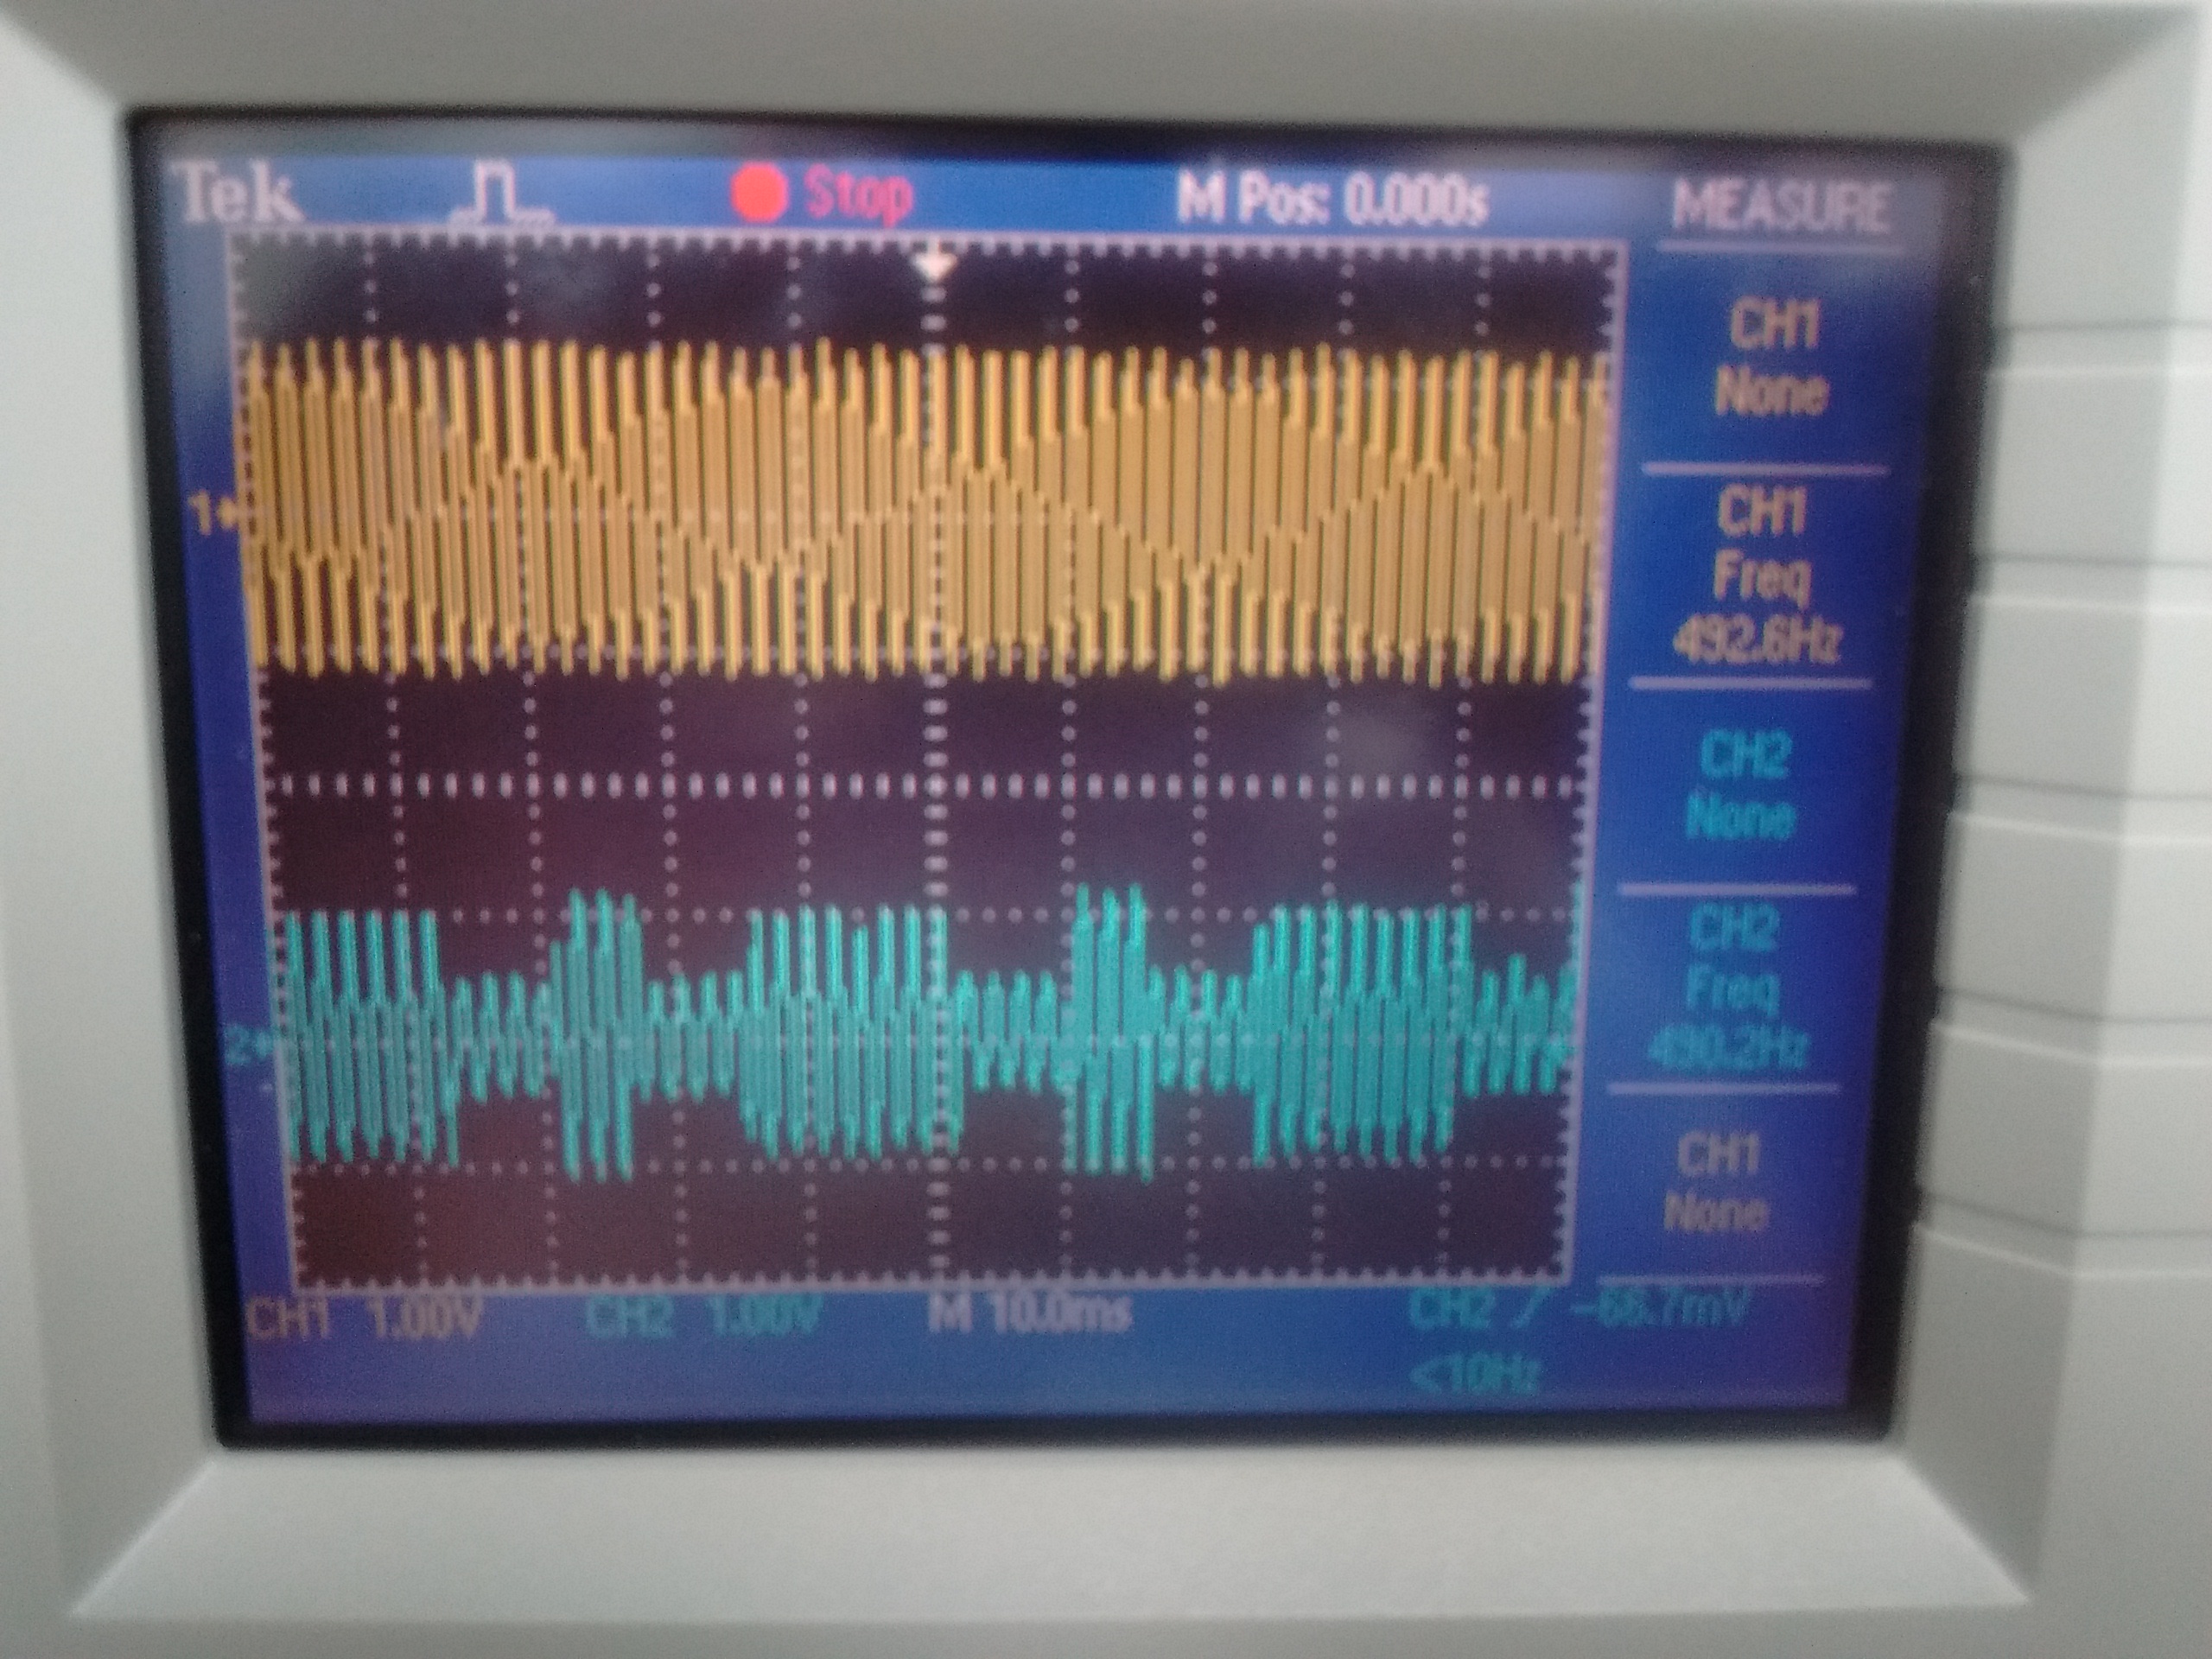 Tek Stop M Pos: 0.000s MEASURE
CH1
None
1
CH1
Freq
492.6Hz
CH2
None
CH2
Freq
2
490.2Hz
CH1
None
CH1 1.00V CH2 1.00V M 10.0ms CH2 -66.7mV
<10Hz